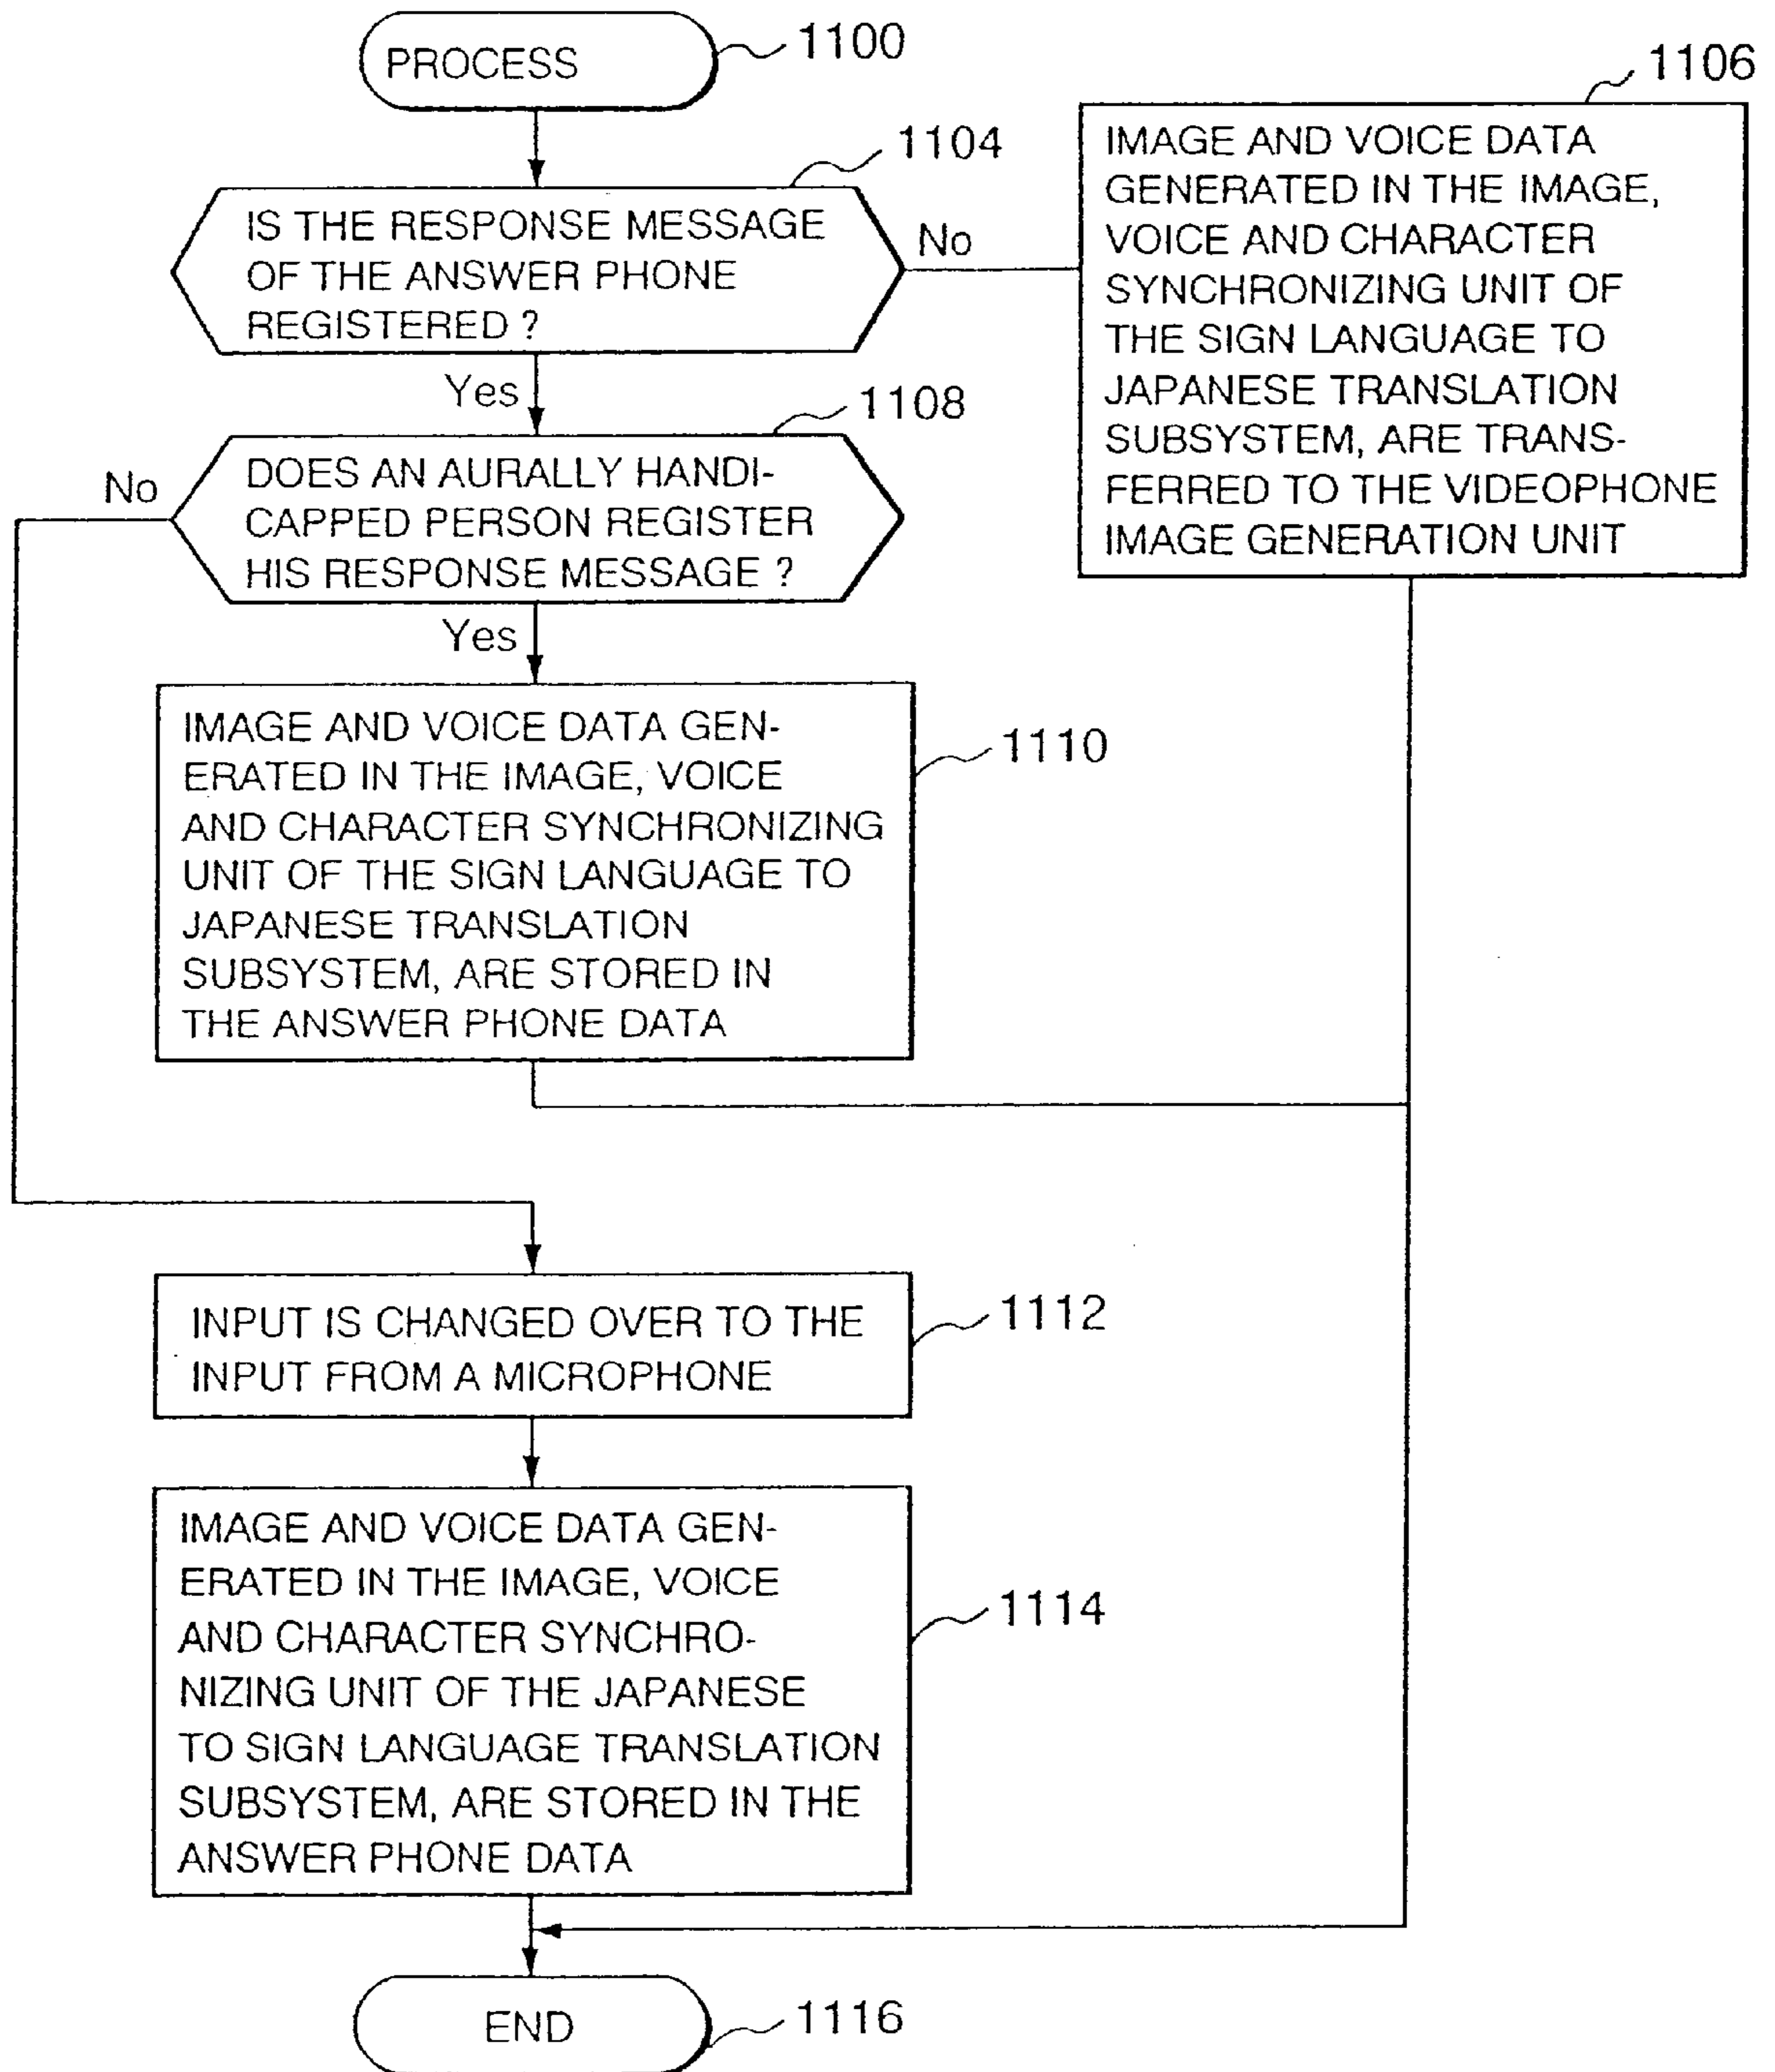 PROCESS
1100
1104
IS THE RESPONSE MESSAGE
OF THE ANSWER PHONE
REGISTERED ?
No
Yes
1106
IMAGE AND VOICE DATA
GENERATED IN THE IMAGE,
VOICE AND CHARACTER
SYNCHRONIZING UNIT OF
THE SIGN LANGUAGE TO
JAPANESE TRANSLATION
SUBSYSTEM, ARE TRANS-
FERRED TO THE VIDEOPHONE
IMAGE GENERATION UNIT
1108
No
DOES AN AURALLY HANDI-
CAPPED PERSON REGISTER
HIS RESPONSE MESSAGE ?
Yes
IMAGE AND VOICE DATA GEN-
ERATED IN THE IMAGE, VOICE
AND CHARACTER SYNCHRONIZING
UNIT OF THE SIGN LANGUAGE TO
JAPANESE TRANSLATION
SUBSYSTEM, ARE STORED IN
THE ANSWER PHONE DATA
1110
INPUT IS CHANGED OVER TO THE
INPUT FROM A MICROPHONE
1112
IMAGE AND VOICE DATA GEN-
ERATED IN THE IMAGE, VOICE
AND CHARACTER SYNCHRO-
NIZING UNIT OF THE JAPANESE
TO SIGN LANGUAGE TRANSLATION
SUBSYSTEM, ARE STORED IN THE
ANSWER PHONE DATA
1114
END
1116